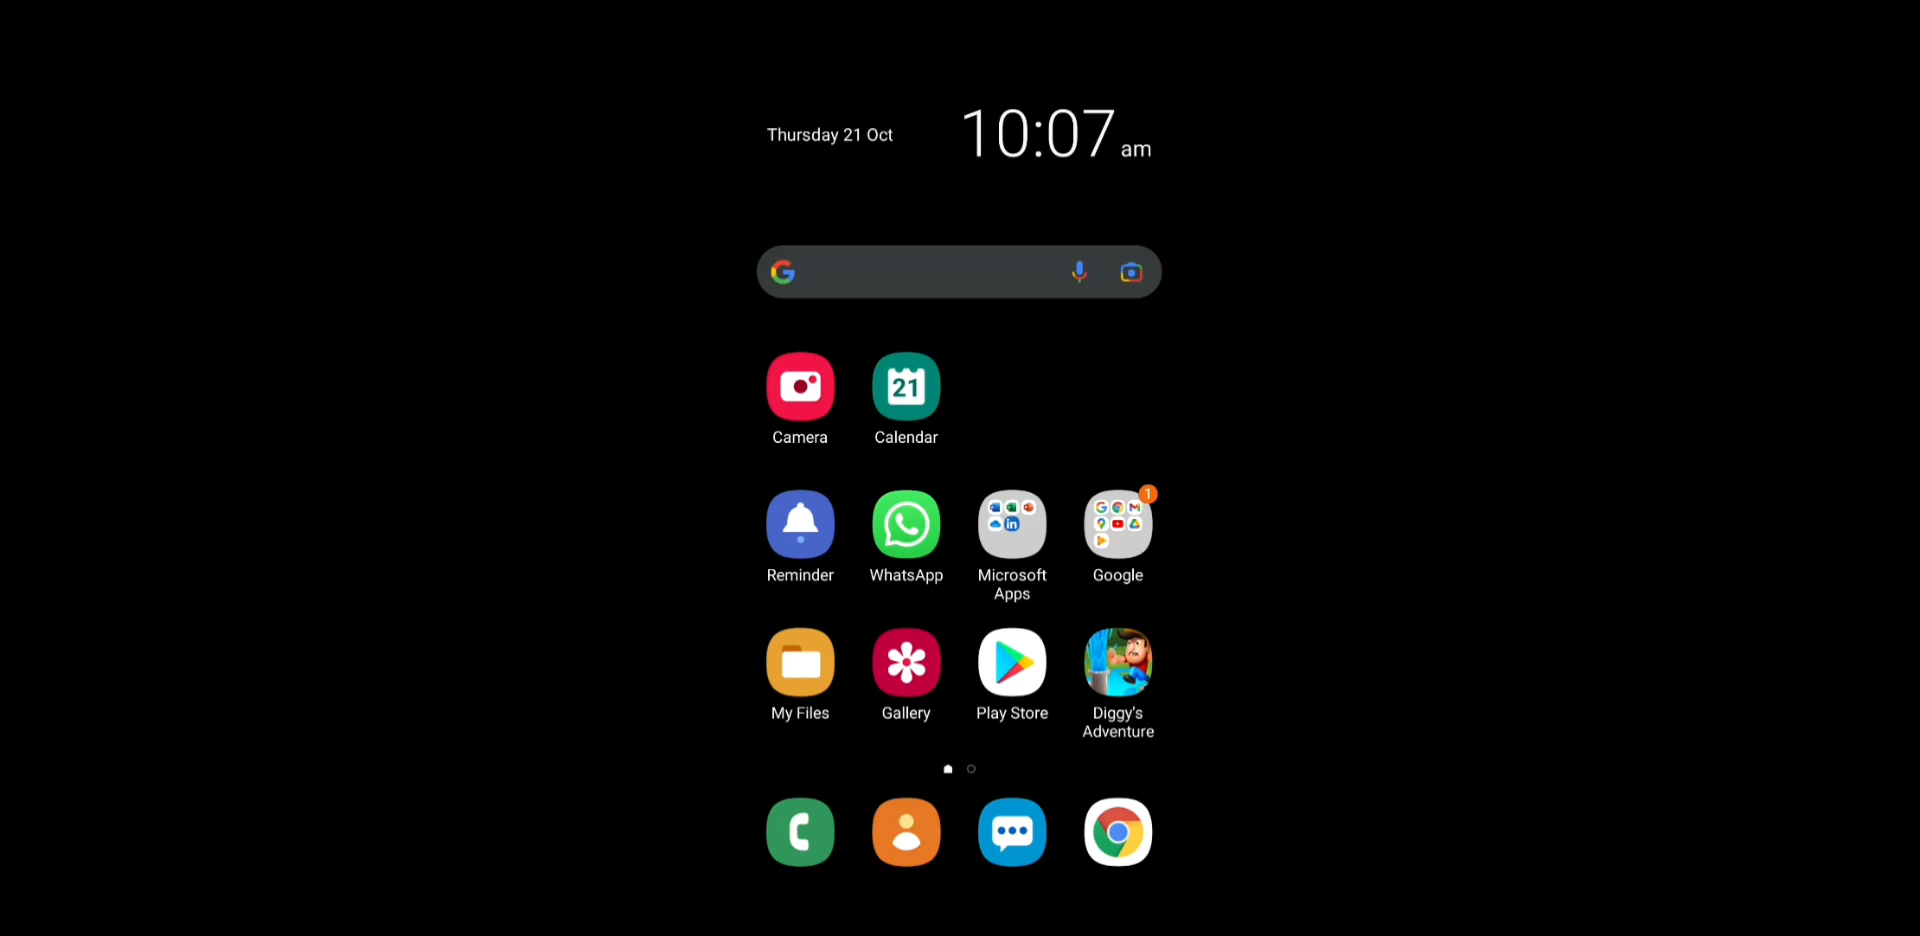 Thursday 21 Oct
10:07 am
21
Camera
Calendar
1
Reminder
WhatsApp
Microsoft
Apps
Google
My Files
Gallery
Play Store
Diggy's
Adventure